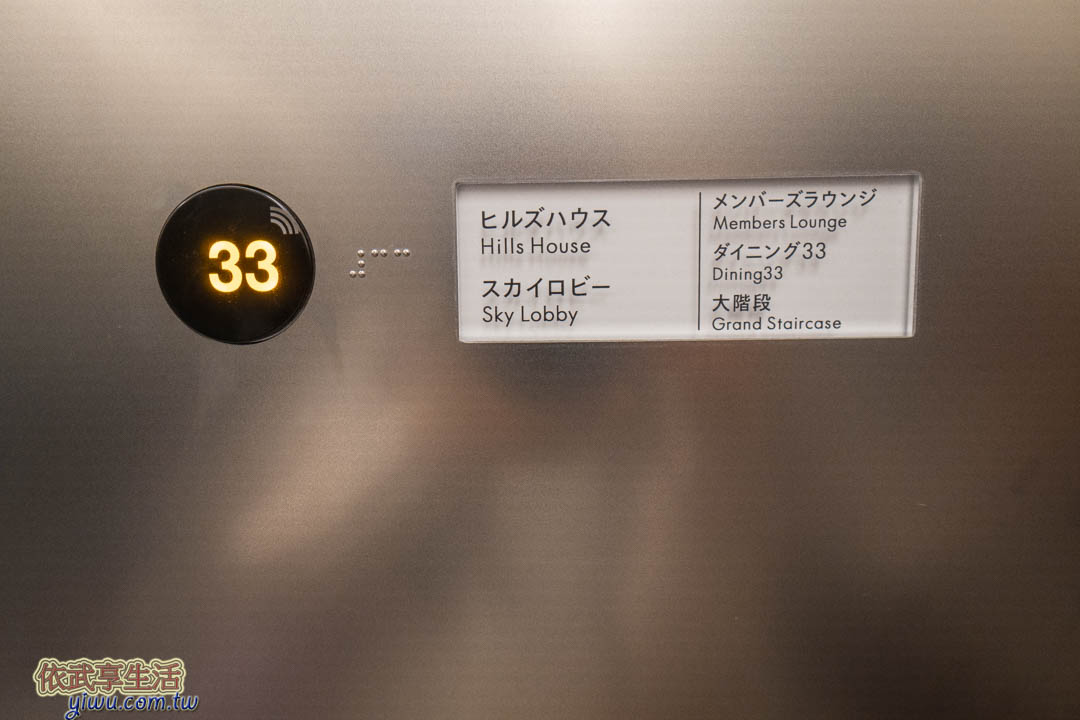 33
ヒルズハウス
Hills House
スカイロビー
Sky Lobby
メンバーズラウンジ
Members Lounge
ダイニング33
Dining33
大階段
Grand Staircase
依武享生活
yiwu.com.tw